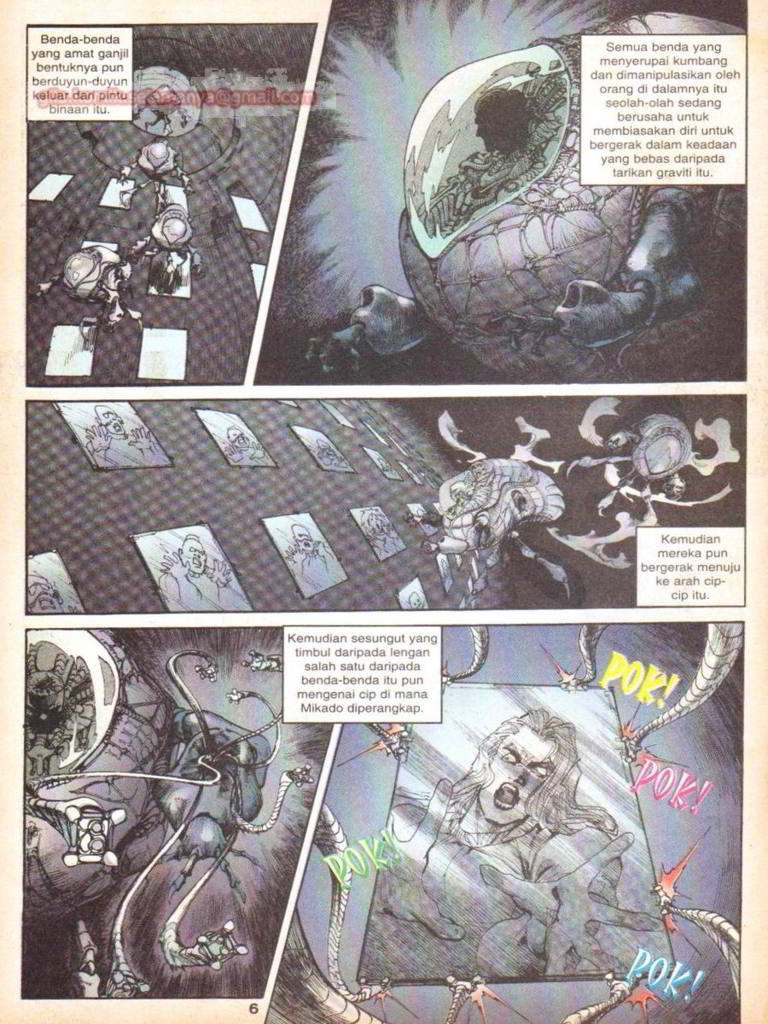 Benda-benda
yang amat ganjil
bentuknya pun
berduyun-duyun
keluar dari pintu
binaan itu.
Semua benda yang
menyerupai kumbang
dan dimanipulasikan oleh
orang di dalamnya itu
seolah-olah sedang
berusaha untuk
membiasakan diri untuk
bergerak dalam keadaan
yang bebas daripada
tarikan graviti itu.
Kemudian
mereka pun
bergerak menuju
ke arah cip-
cip itu.
Kemudian sesungut yang
timbul daripada lengan
salah satu daripada
benda-benda itu pun
mengenai cip di mana
Mikado diperangkap.
POK!
POK!
POK!
POK!
6